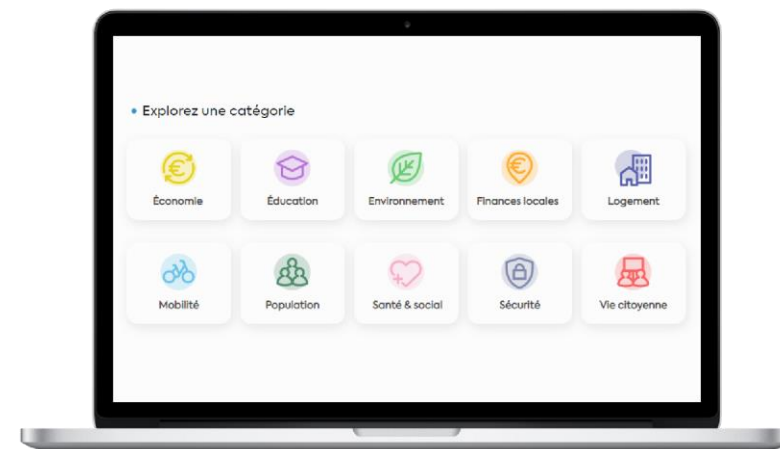 • Explorez une catégorie
Économie
Éducation
Environnement
Finances locales
Logement
Mobilité
Population
Santé & social
Sécurité
Vie citoyenne